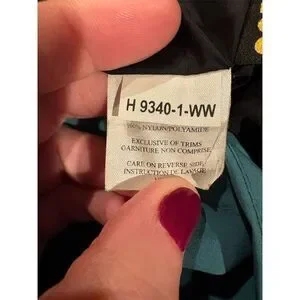 H 9340-1-WW
100% NYLON/POLYAMIDE
EXCLUSIVE OF TRIMS
GARNITURE NON COMPRISE
CARE ON REVERSE SIDE
INSTRUCTION DE LAVAGE